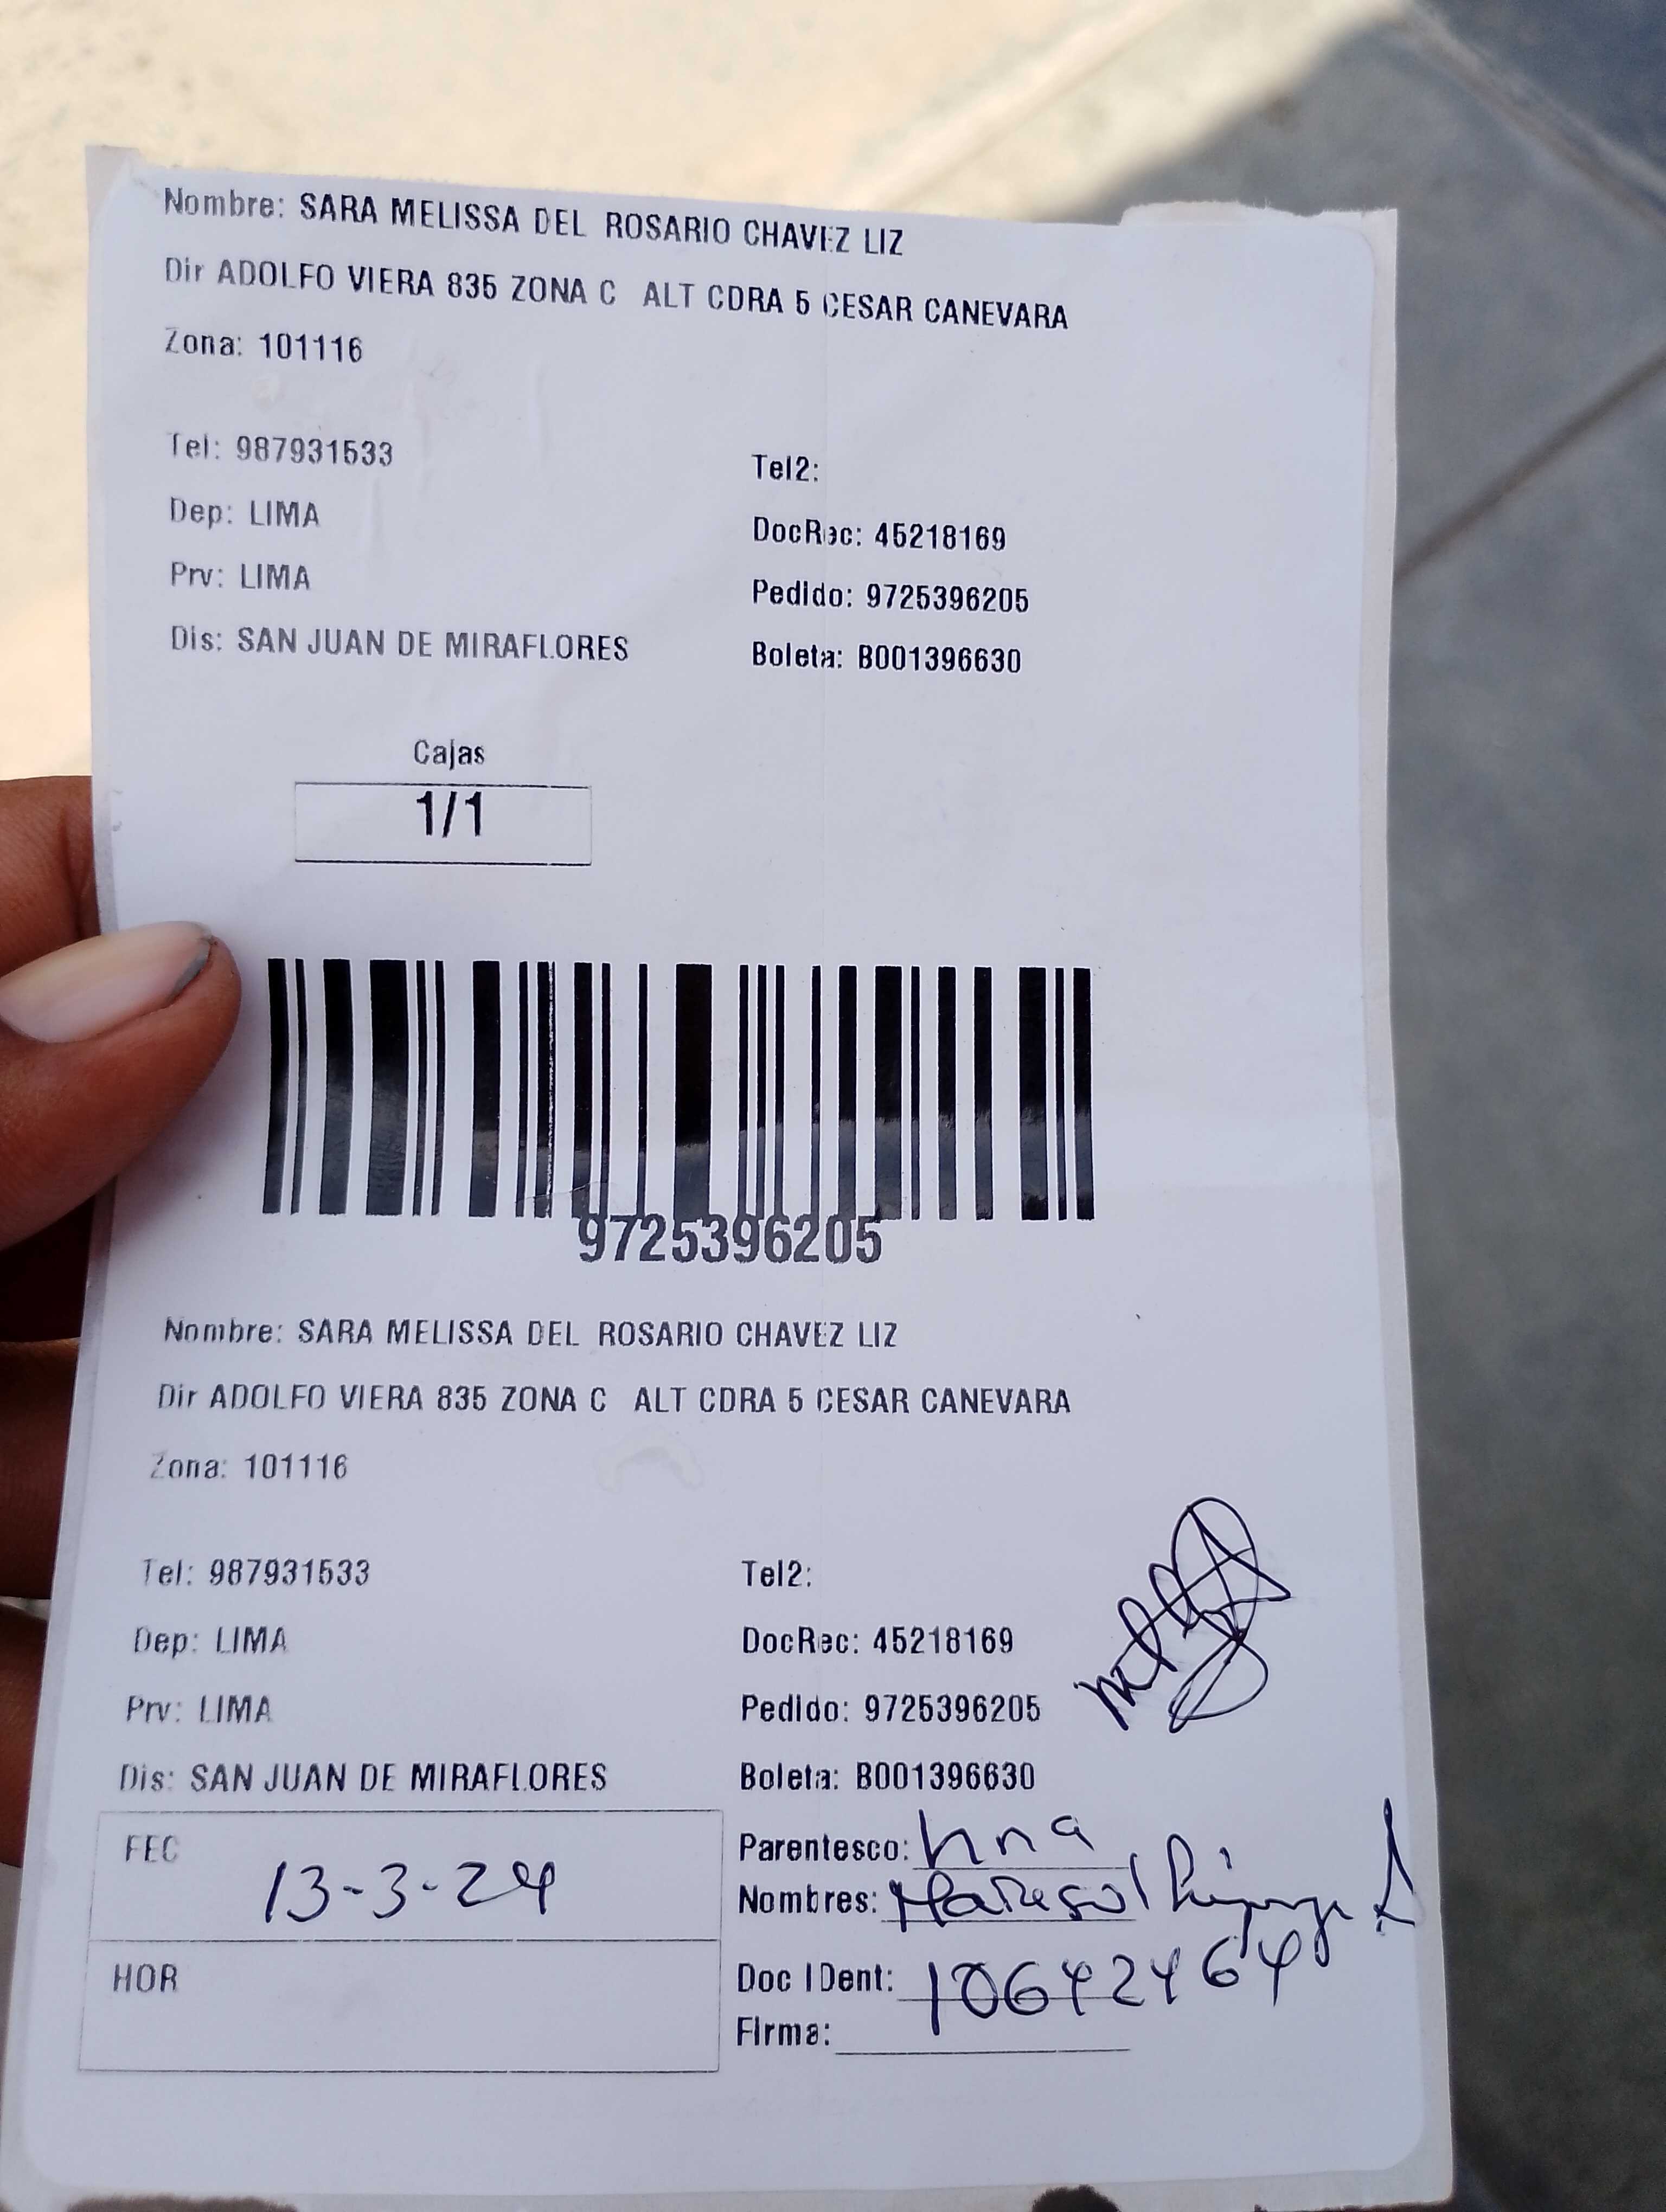 Nombre: SARA MELISSA DEL ROSARIO CHAVEZ LIZ
Dir ADOLFO VIERA 835 ZONA C ALT CDRA 5 CESAR CANEVARA
Zona: 101116
Tel: 987931533 Tel2:
Dep: LIMA DocRec: 45218169
Prv: LIMA Pedido: 9725396205
Dis: SAN JUAN DE MIRAFLORES Boleta: B001396630
Cajas
1/1
9725396205
Nombre: SARA MELISSA DEL ROSARIO CHAVEZ LIZ
Dir ADOLFO VIERA 835 ZONA C ALT CDRA 5 CESAR CANEVARA
Zona: 101116
Tel: 987931533 Tel2:
Dep: LIMA DocRec: 45218169
Prv: LIMA Pedido: 9725396205
Dis: SAN JUAN DE MIRAFLORES Boleta: B001396630
FEC 13-3-24 Parentesco: hna
Nombres: Marisol
HOR Doc IDent: 10642464
Firma: